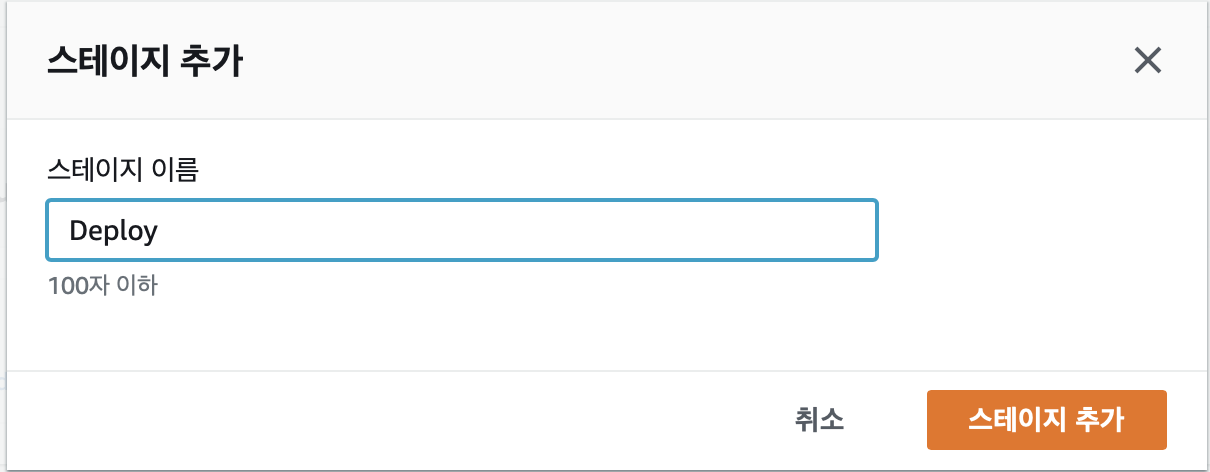 스테이지 추가
스테이지 이름
Deploy
100자 이하
취소
스테이지 추가